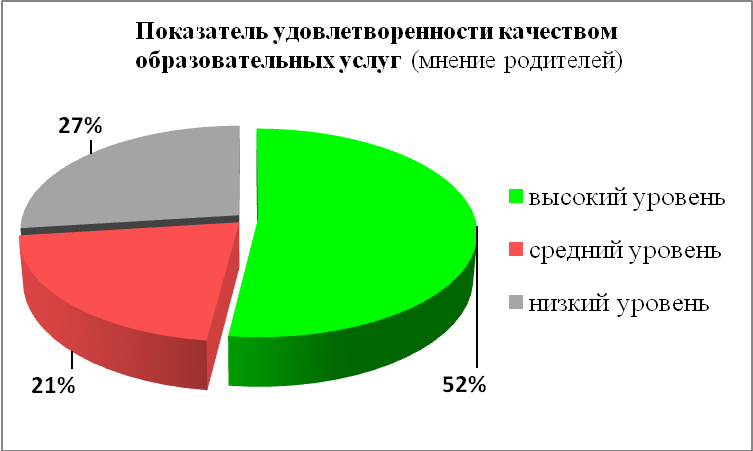 Показатель удовлетворенности качеством
образовательных услуг (мнение родителей)
27%
высокий уровень
средний уровень
низкий уровень
21%
52%